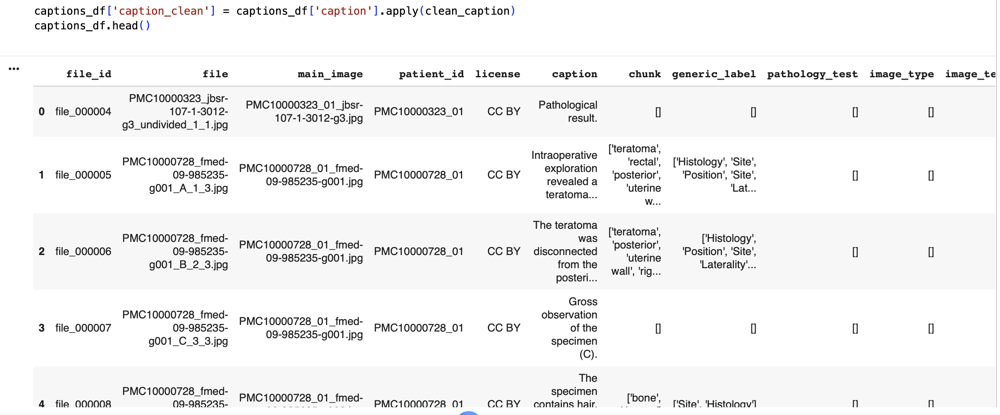 captions_df['caption_clean'] = captions_df['caption'].apply(clean_caption)
captions_df.head()
...
file_id file main_image patient_id license caption chunk generic_label pathology_test image_type image_te
0 file_000004 PMC10000323_jbsr-107-1-3012-g3_undivided_1_1.jpg PMC10000323_01_jbsr-107-1-3012-g3.jpg PMC10000323_01 CC BY Pathological result. [] [] [] []
1 file_000005 PMC10000728_fmed-09-985235-g001_A_1_3.jpg PMC10000728_01_fmed-09-985235-g001.jpg PMC10000728_01 CC BY Intraoperative exploration revealed a teratoma... ['teratoma', 'rectal', 'posterior', 'uterine w... ['Histology', 'Site', 'Position', 'Site', 'Lat... [] []
2 file_000006 PMC10000728_fmed-09-985235-g001_B_2_3.jpg PMC10000728_01_fmed-09-985235-g001.jpg PMC10000728_01 CC BY The teratoma was disconnected from the posteri... ['teratoma', 'posterior', 'uterine wall', 'rig... ['Histology', 'Position', 'Site', 'Laterality'... [] []
3 file_000007 PMC10000728_fmed-09-985235-g001_C_3_3.jpg PMC10000728_01_fmed-09-985235-g001.jpg PMC10000728_01 CC BY Gross observation of the specimen (C). [] [] [] []
4 file_000008 PMC10000728_fmed-09-985235- PMC10000728_01_fmed- PMC10000728_01 CC BY The specimen contains hair, ['bone', ['Site', 'Histology'] [] []